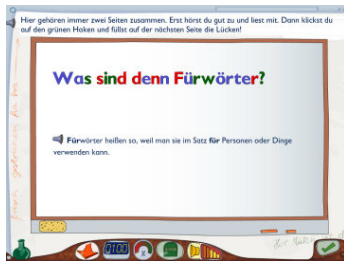 Hier gehören immer zwei Seiten zusammen. Erst hörst du gut zu und liest mit. Dann klickst du
auf den grünen Haken und füllst auf der nächsten Seite die Lücken!
Was sind denn Fürwörter?
Fürwörter heißen so, weil man sie im Satz für Personen oder Dinge
verwenden kann.